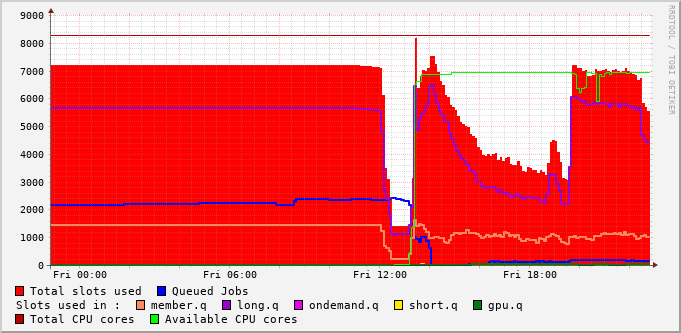 9000
8000
7000
6000
5000
4000
3000
2000
1000
0
Fri 00:00 Fri 06:00 Fri 12:00 Fri 18:00
Total slots used Queued Jobs
Slots used in : member.q long.q ondemand.q short.q gpu.q
Total CPU cores Available CPU cores
RRDTOOL / TOBI OETIKER